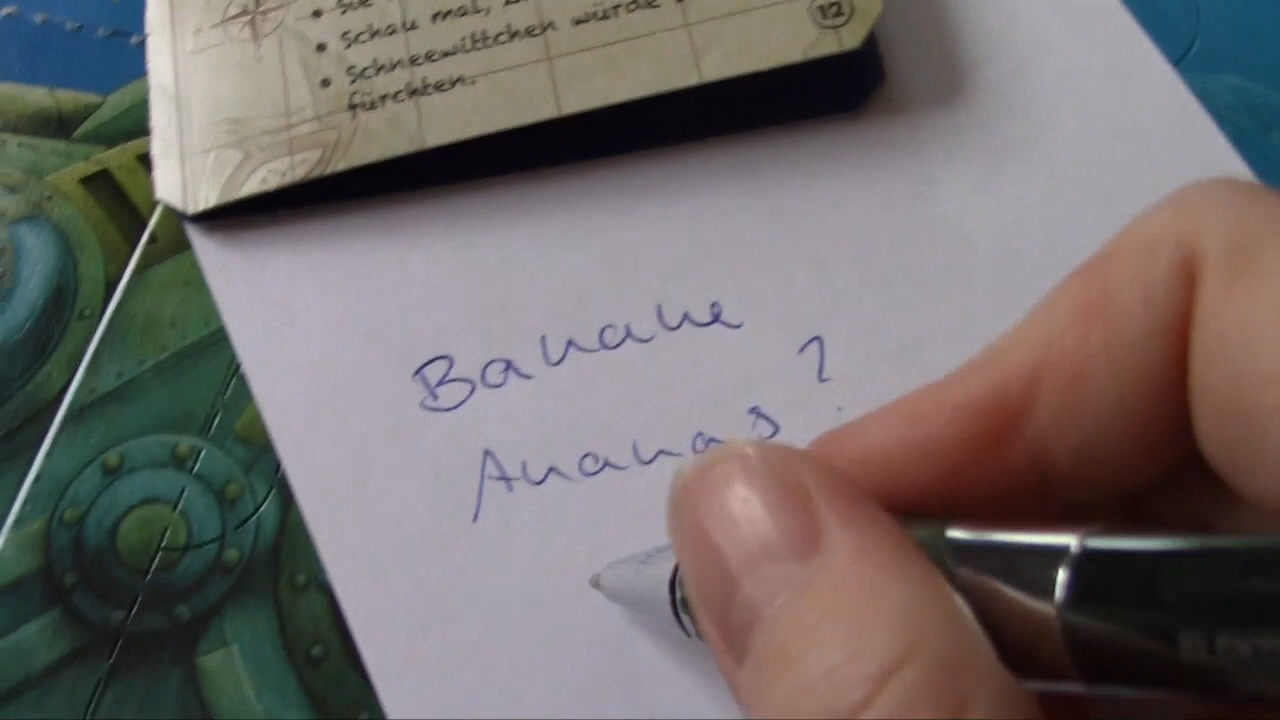 schau mal,
schneewittchen würde
fürchten.
12
Banane
?
Ananas